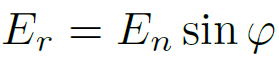 E_r = E_n sin φ